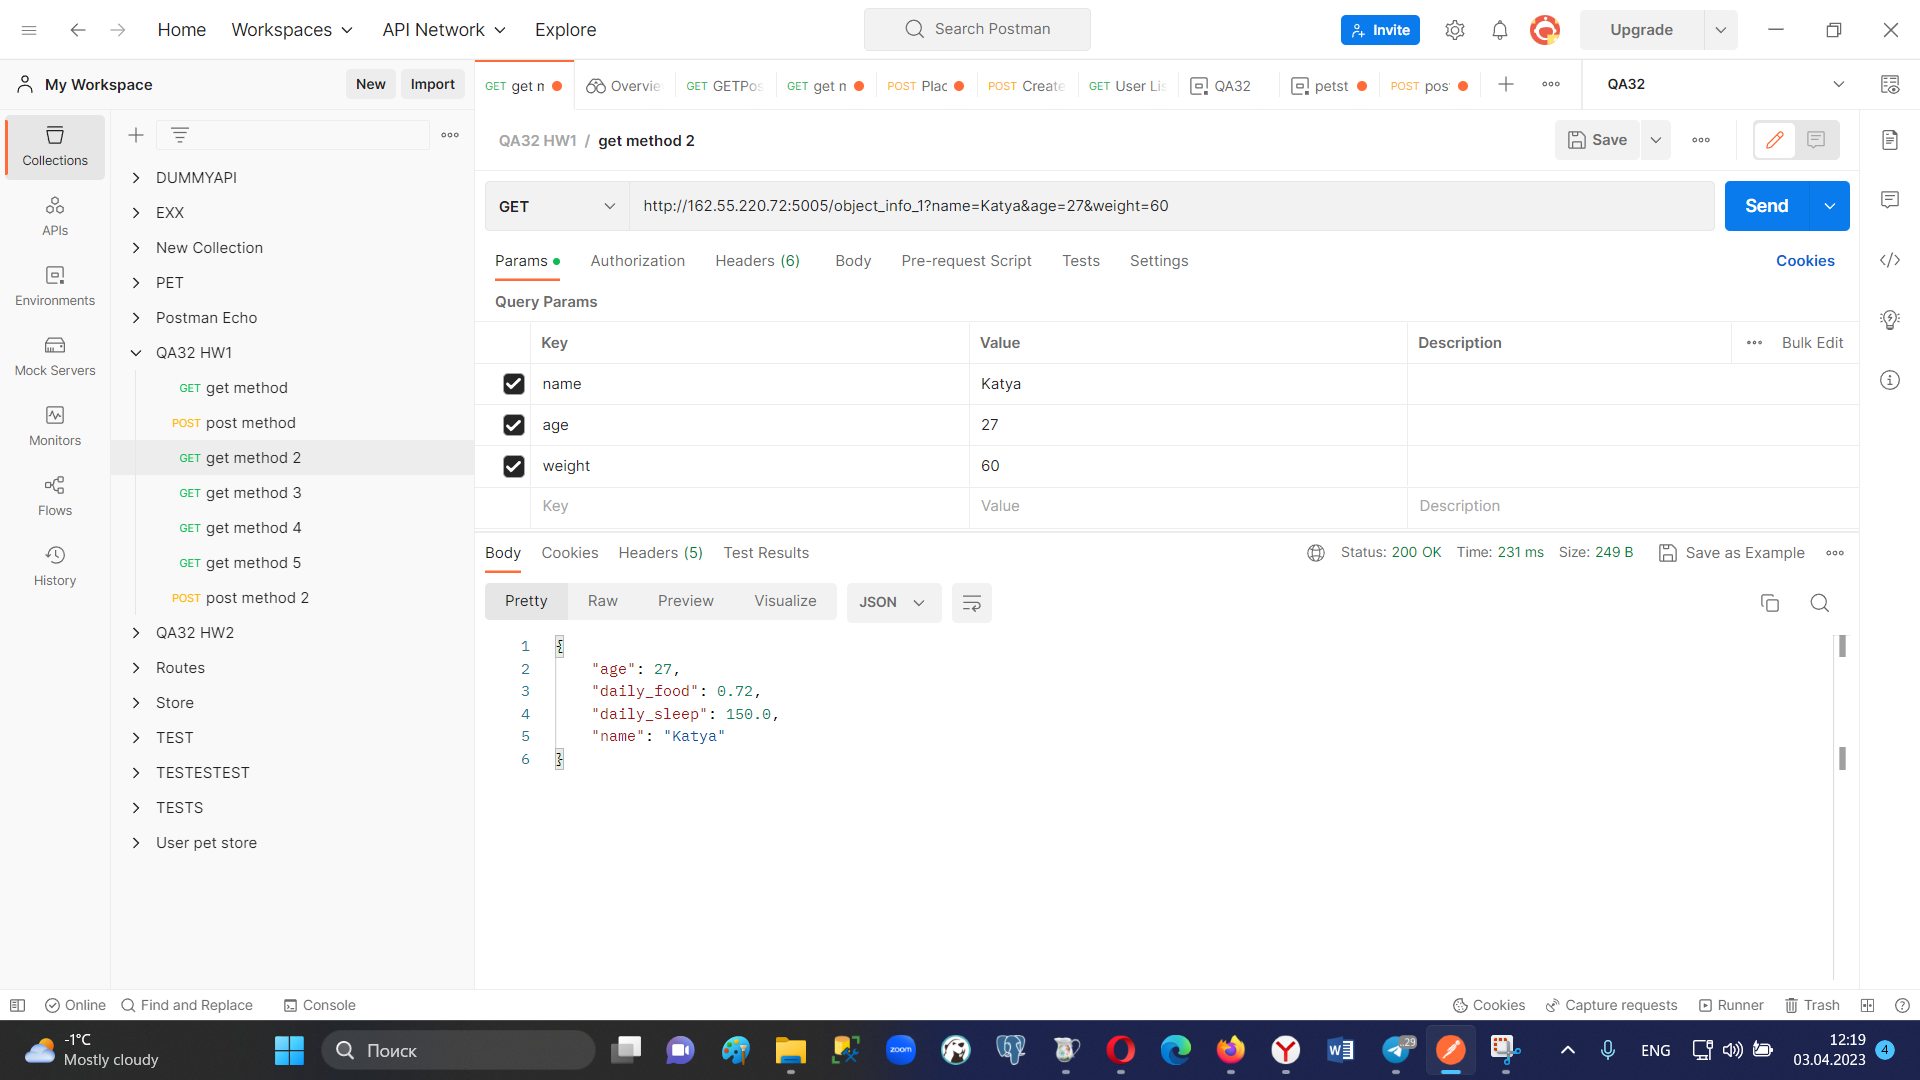 Home Workspaces API Network Explore Search Postman Invite Upgrade
My Workspace New Import
GET get n Overvie GET GETPos GET get n POST Plac POST Create GET User Lis QA32 petst POST pos QA32
QA32 HW1 / get method 2 Save
GET http://162.55.220.72:5005/object_info_1?name=Katya&age=27&weight=60 Send
Params Authorization Headers (6) Body Pre-request Script Tests Settings Cookies
Query Params
Key Value Description Bulk Edit
name Katya
age 27
weight 60
Key Value Description
Body Cookies Headers (5) Test Results Status: 200 OK Time: 231 ms Size: 249 B Save as Example
Pretty Raw Preview Visualize JSON
1 {
2 "age": 27,
3 "daily_food": 0.72,
4 "daily_sleep": 150.0,
5 "name": "Katya"
6 }
Collections
APIs
Environments
Mock Servers
Monitors
Flows
History
DUMMYAPI
EXX
New Collection
PET
Postman Echo
QA32 HW1
GET get method
POST post method
GET get method 2
GET get method 3
GET get method 4
GET get method 5
POST post method 2
QA32 HW2
Routes
Store
TEST
TESTESTEST
TESTS
User pet store
Online Find and Replace Console Cookies Capture requests Runner Trash
-1°C
Mostly cloudy
Поиск
zoom
..29
ENG
12:19
03.04.2023
4